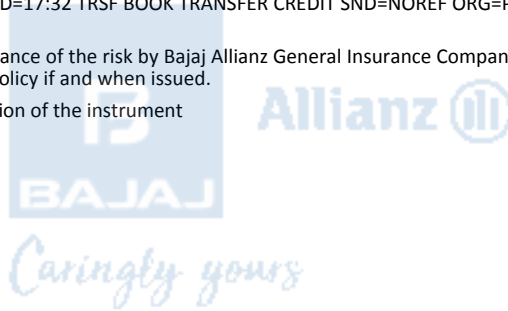 D=17:32 TRSF BOOK TRANSFER CREDIT SND=NOREF ORG=
ance of the risk by Bajaj Allianz General Insurance Compan
olicy if and when issued.
ion of the instrument
Allianz
B
BAJAJ
Caringly yours